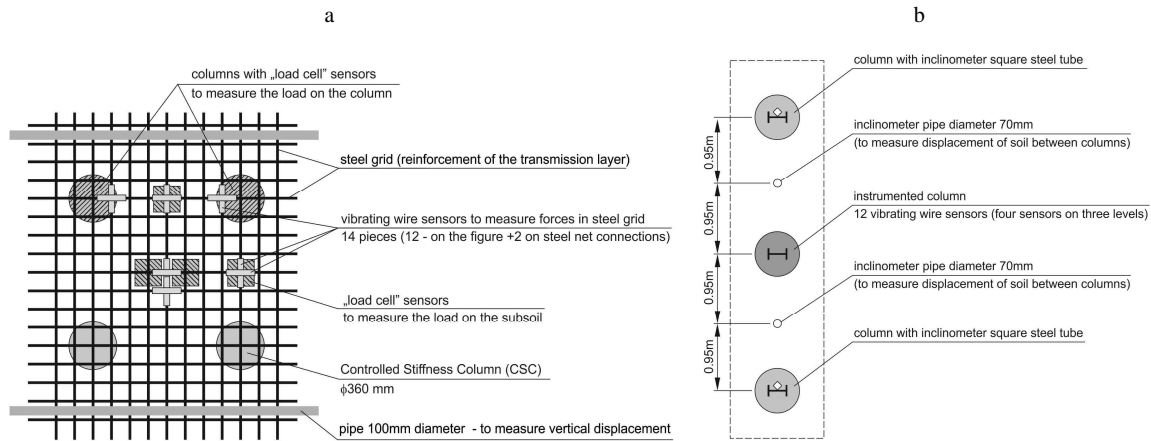 a
columns with „load cell” sensors
to measure the load on the column
steel grid (reinforcement of the transmission layer)
vibrating wire sensors to measure forces in steel grid
14 pieces (12 - on the figure +2 on steel net connections)
„load cell” sensors
to measure the load on the subsoil
Controlled Stiffness Column (CSC)
ϕ360 mm
pipe 100mm diameter - to measure vertical displacement
b
column with inclinometer square steel tube
inclinometer pipe diameter 70mm
(to measure displacement of soil between columns)
instrumented column
12 vibrating wire sensors (four sensors on three levels)
inclinometer pipe diameter 70mm
(to measure displacement of soil between columns)
column with inclinometer square steel tube
0.95m
0.95m
0.95m
0.95m